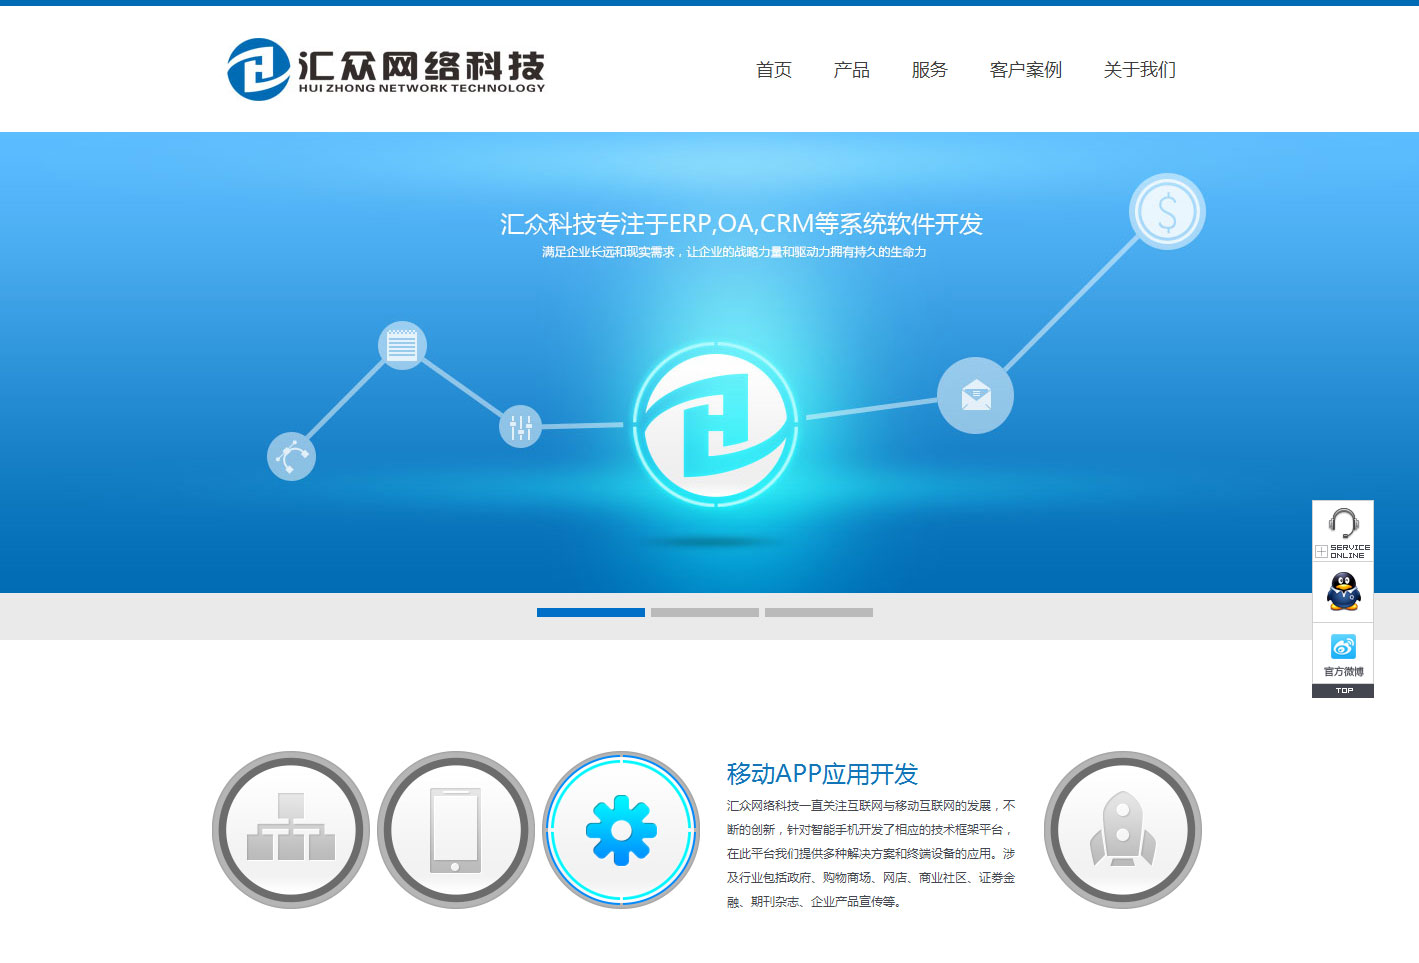 汇众网络科技
HUI ZHONG NETWORK TECHNOLOGY
首页 产品 服务 客户案例 关于我们
汇众科技专注于ERP,OA,CRM等系统软件开发
满足企业长远和现实需求，让企业的战略力量和驱动力拥有持久的生命力
SERVICE
ONLINE
官方微博
TOP
移动APP应用开发
汇众网络科技一直关注互联网与移动互联网的发展，不
断的创新，针对智能手机开发了相应的技术框架平台，
在此平台我们提供多种解决方案和终端设备的应用。涉
及行业包括政府、购物商场、网店、商业社区、证劵金
融、期刊杂志、企业产品宣传等。